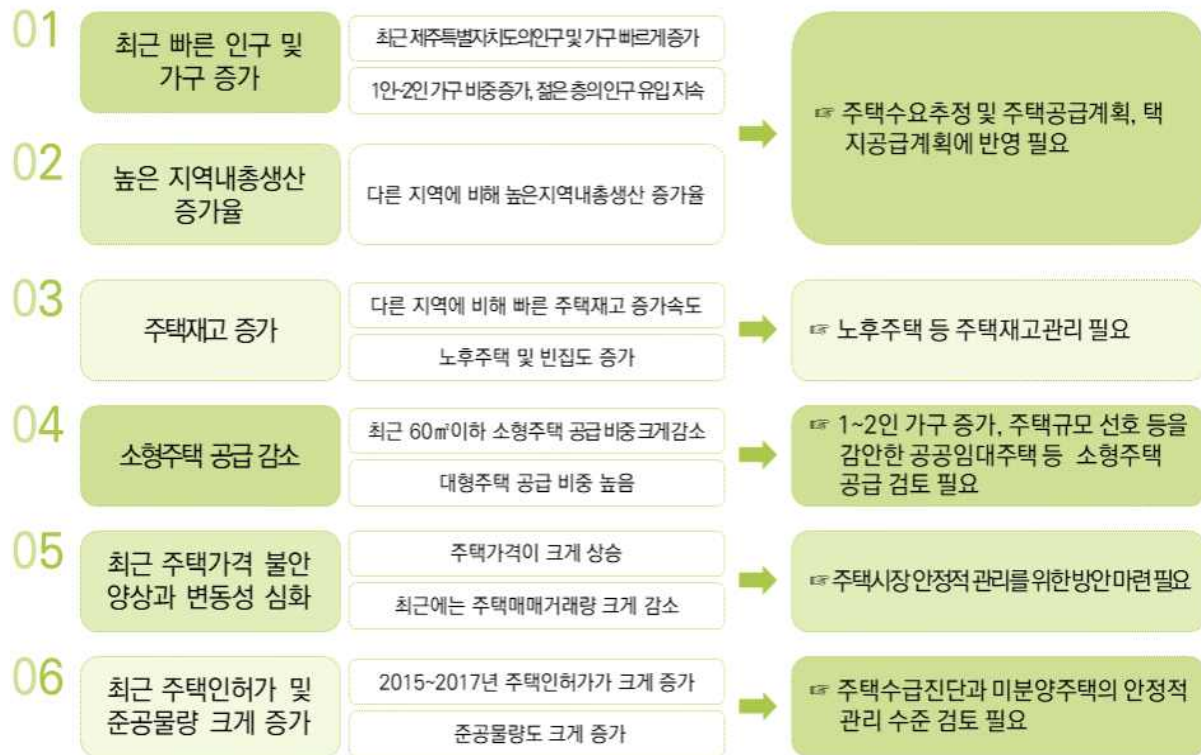 01
최근 빠른 인구 및
가구 증가
최근 제주특별자치도의인구 및 가구 빠르게 증가
1인~2인 가구 비중 증가, 젊은 층의 인구 유입 지속
02
높은 지역내총생산
증가율
다른 지역에 비해 높은지역내총생산 증가율
☞ 주택수요추정 및 주택공급계획, 택
지공급계획에 반영 필요
03
주택재고 증가
다른 지역에 비해 빠른 주택재고 증가속도
노후주택 및 빈집도 증가
☞ 노후주택 등 주택재고관리 필요
04
소형주택 공급 감소
최근 60㎡이하 소형주택 공급 비중 크게 감소
대형주택 공급 비중 높음
☞ 1~2인 가구 증가, 주택규모 선호 등을
감안한 공공임대주택 등 소형주택
공급 검토 필요
05
최근 주택가격 불안
양상과 변동성 심화
주택가격이 크게 상승
최근에는 주택매매거래량 크게 감소
☞ 주택시장 안정적 관리를 위한 방안 마련 필요
06
최근 주택인허가 및
준공물량 크게 증가
2015~2017년 주택인허가가 크게 증가
준공물량도 크게 증가
☞ 주택수급진단과 미분양주택의 안정적
관리 수준 검토 필요